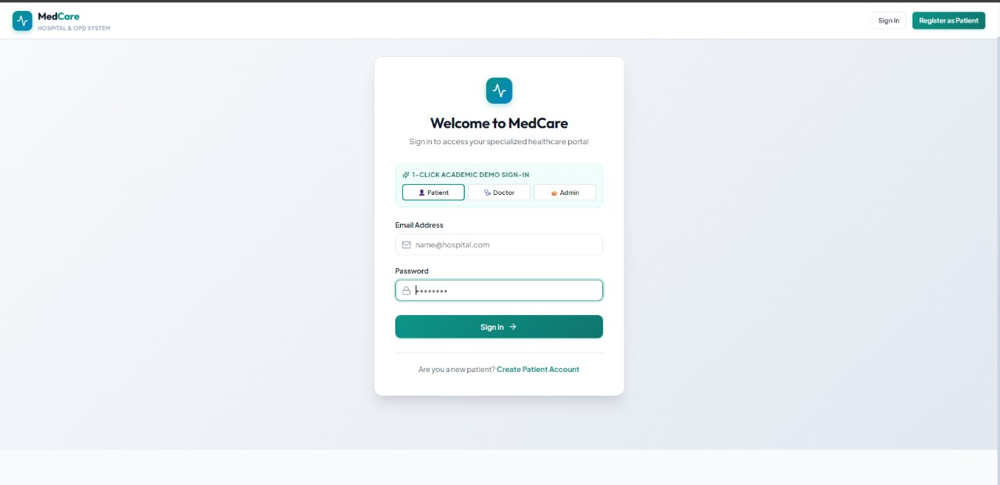 MedCare
HOSPITAL & OPD SYSTEM
Sign In
Register as Patient
Welcome to MedCare
Sign in to access your specialized healthcare portal
1-CLICK ACADEMIC DEMO SIGN-IN
Patient
Doctor
Admin
Email Address
name@hospital.com
Password
••••••••
Sign In →
Are you a new patient? Create Patient Account